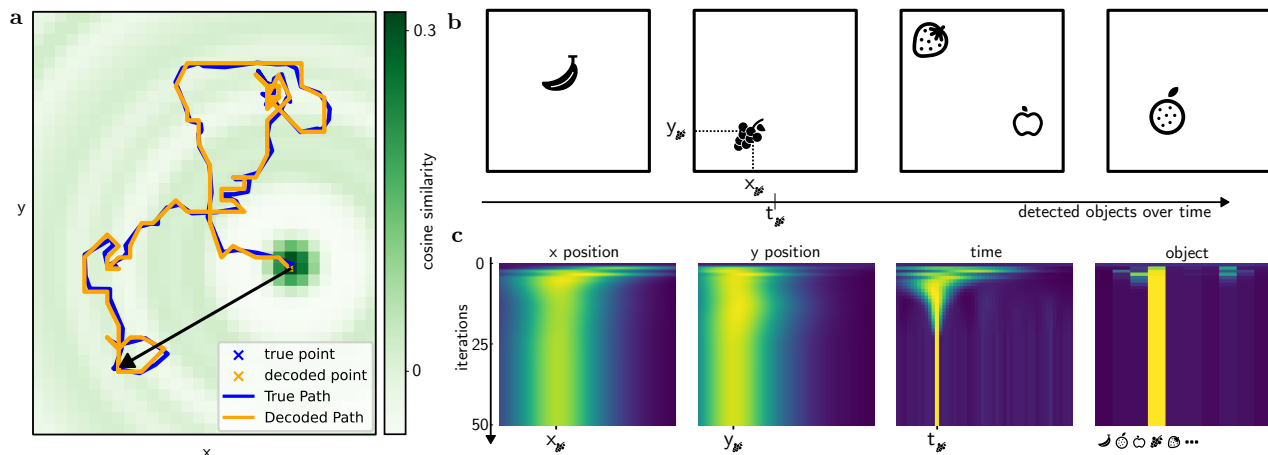 a
0.3
cosine similarity
0
y
x
true point
decoded point
True Path
Decoded Path
b
y
x
t
detected objects over time
c
x position
y position
time
object
iterations
0
25
50
x
y
t